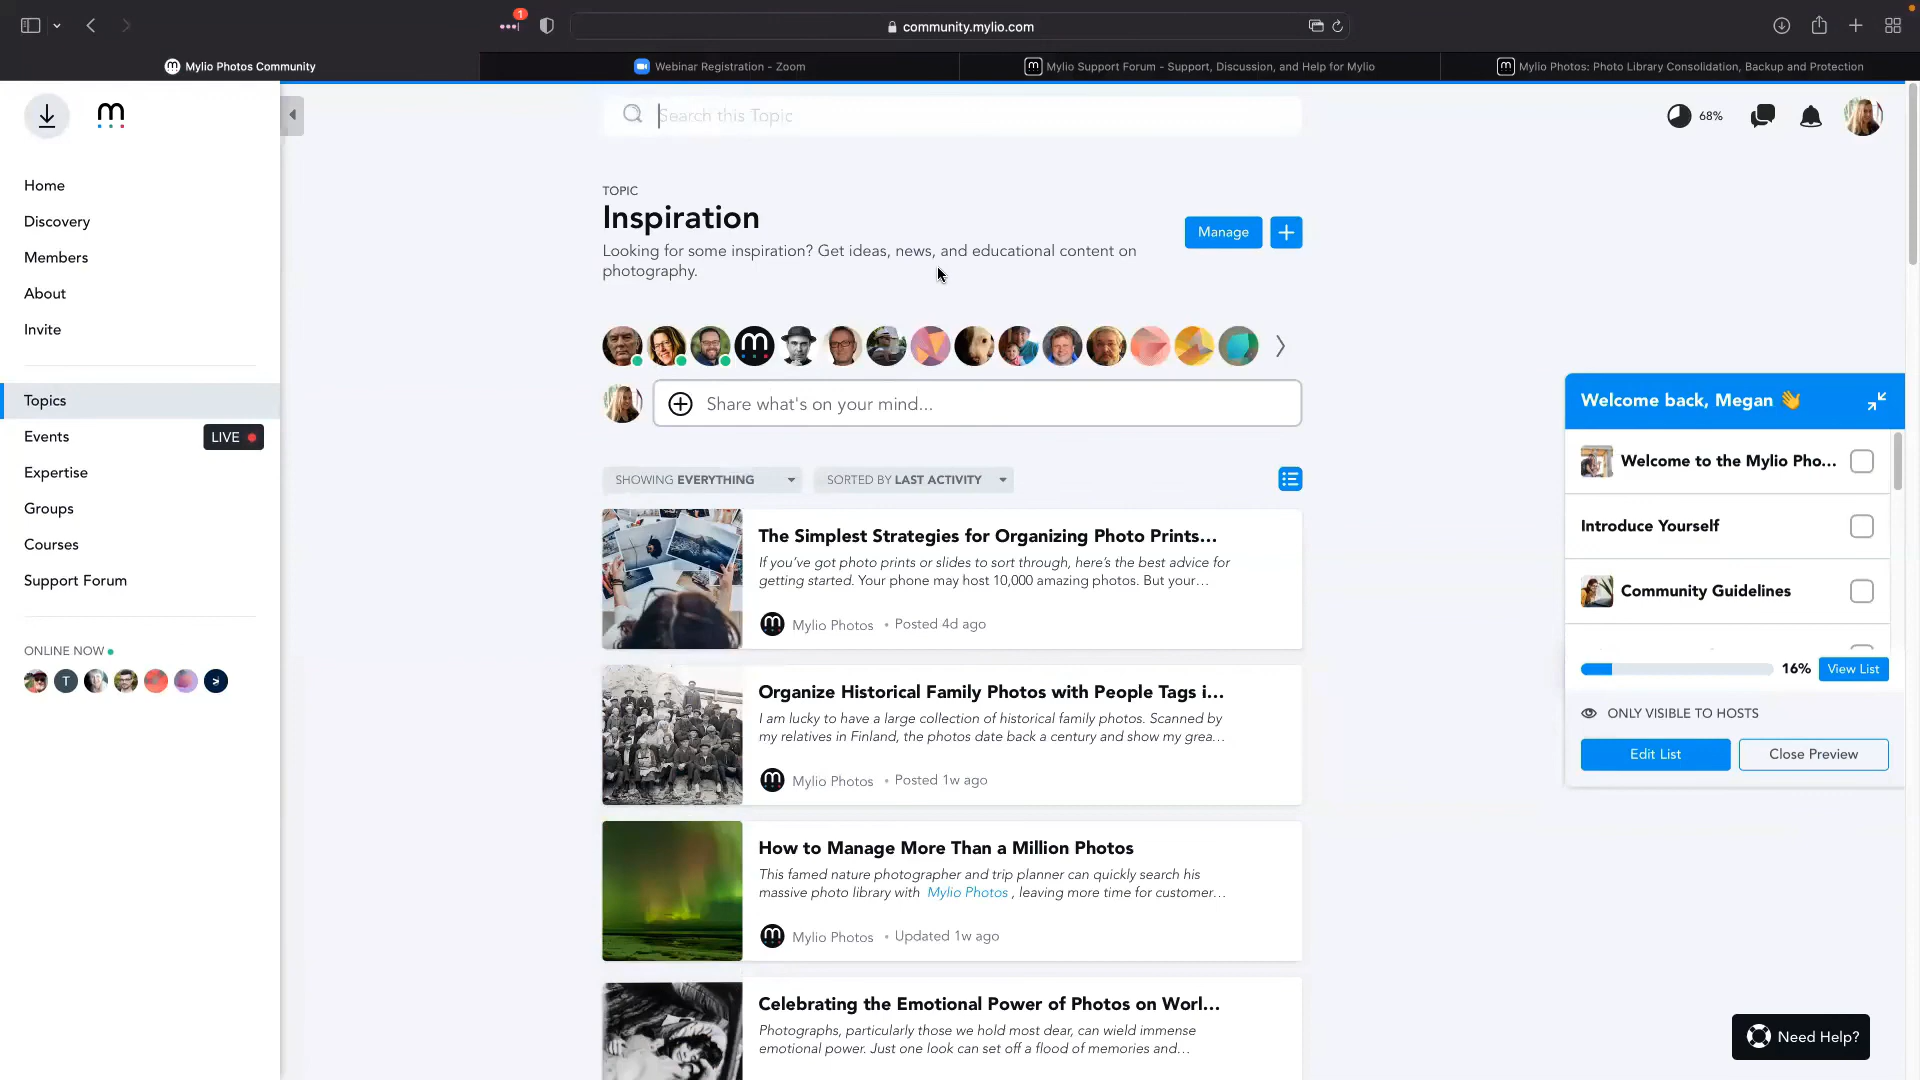 1
community.mylio.com
Mylio Photos Community
Webinar Registration - Zoom
Mylio Support Forum - Support, Discussion, and Help for Mylio
Mylio Photos: Photo Library Consolidation, Backup and Protection
m
Search this Topic
68%
Home
Discovery
Members
About
Invite
Topics
Events
LIVE
Expertise
Groups
Courses
Support Forum
ONLINE NOW
T
TOPIC
Inspiration
Looking for some inspiration? Get ideas, news, and educational content on
photography.
Manage
Share what's on your mind...
SHOWING EVERYTHING
SORTED BY LAST ACTIVITY
The Simplest Strategies for Organizing Photo Prints...
If you've got photo prints or slides to sort through, here's the best advice for
getting started. Your phone may host 10,000 amazing photos. But your...
Mylio Photos • Posted 4d ago
Organize Historical Family Photos with People Tags i...
I am lucky to have a large collection of historical family photos. Scanned by
my relatives in Finland, the photos date back a century and show my grea...
Mylio Photos • Posted 1w ago
How to Manage More Than a Million Photos
This famed nature photographer and trip planner can quickly search his
massive photo library with Mylio Photos , leaving more time for customer...
Mylio Photos • Updated 1w ago
Celebrating the Emotional Power of Photos on Worl...
Photographs, particularly those we hold most dear, can wield immense
emotional power. Just one look can set off a flood of memories and...
Welcome back, Megan 👋
Welcome to the Mylio Pho...
Introduce Yourself
Community Guidelines
16%
View List
ONLY VISIBLE TO HOSTS
Edit List
Close Preview
Need Help?